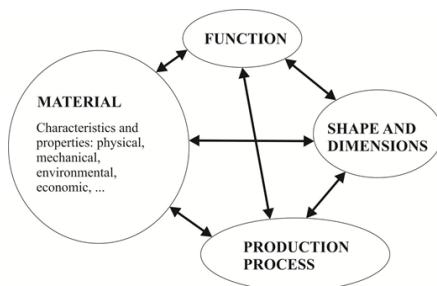 FUNCTION
MATERIAL
Characteristics and
properties: physical,
mechanical,
environmental,
economic, ...
SHAPE AND
DIMENSIONS
PRODUCTION
PROCESS